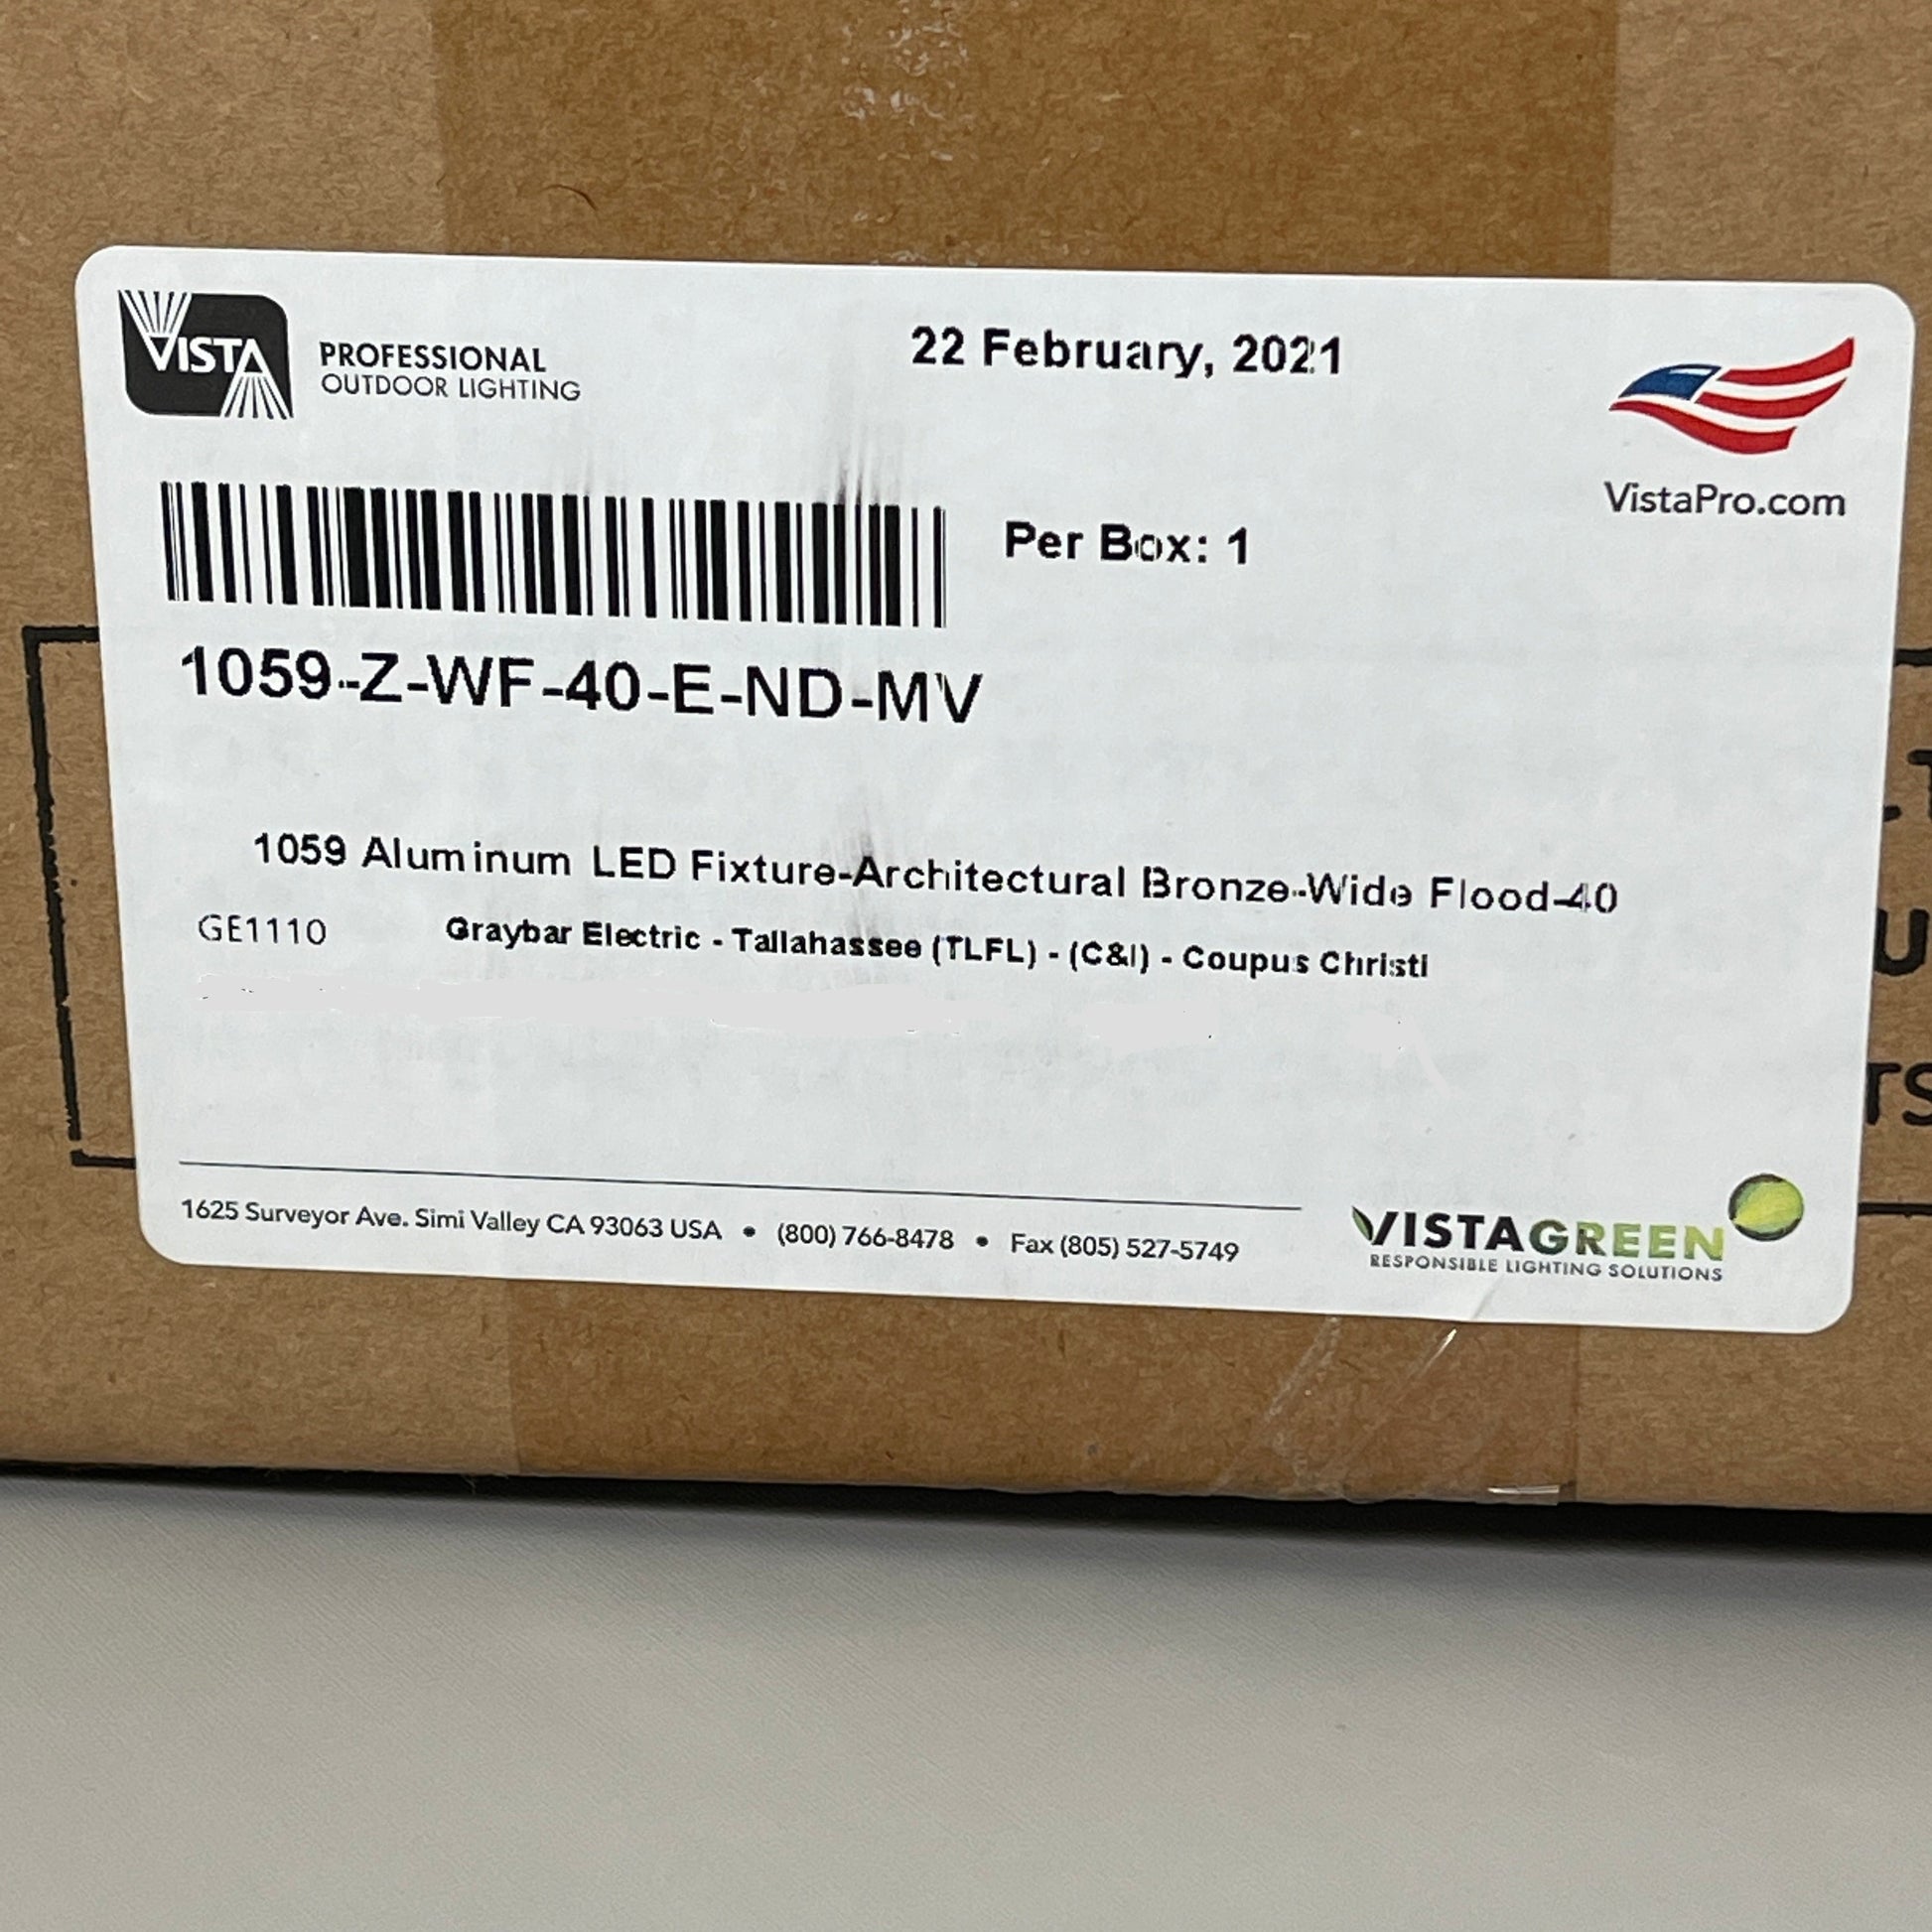 VISTA
PROFESSIONAL
OUTDOOR LIGHTING
22 February, 2021
VistaPro.com
Per Box: 1
1059-Z-WF-40-E-ND-MV
1059 Aluminum LED Fixture-Architectural Bronze-Wide Flood-40
GE1110 Graybar Electric - Tallahassee (TLFL) - (C&I) - Coupus Christi
1625 Surveyor Ave. Simi Valley CA 93063 USA • (800) 766-8478 • Fax (805) 527-5749
VISTAGREEN
RESPONSIBLE LIGHTING SOLUTIONS